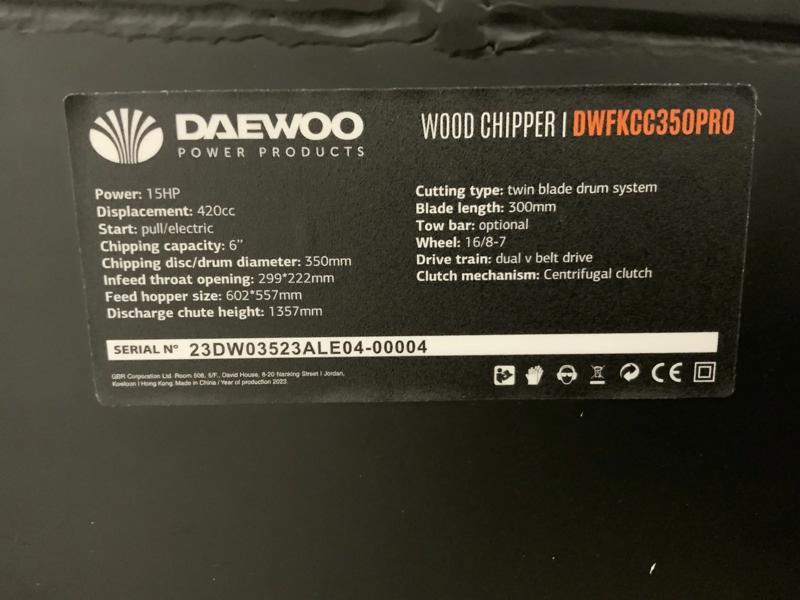 DAEWOO
POWER PRODUCTS
WOOD CHIPPER | DWFKCC350PRO
Power: 15HP
Displacement: 420cc
Start: pull/electric
Chipping capacity: 6”
Chipping disc/drum diameter: 350mm
Infeed throat opening: 299*222mm
Feed hopper size: 602*557mm
Discharge chute height: 1357mm
Cutting type: twin blade drum system
Blade length: 300mm
Tow bar: optional
Wheel: 16/8-7
Drive train: dual v belt drive
Clutch mechanism: Centrifugal clutch
SERIAL Nº 23DW03523ALE04-00004
GBR Corporation Ltd. Room 508, 5/F., David House, 8-20 Nanking Street | Jordan,
Kowloon | Hong Kong. Made in China / Year of production 2023.
CE